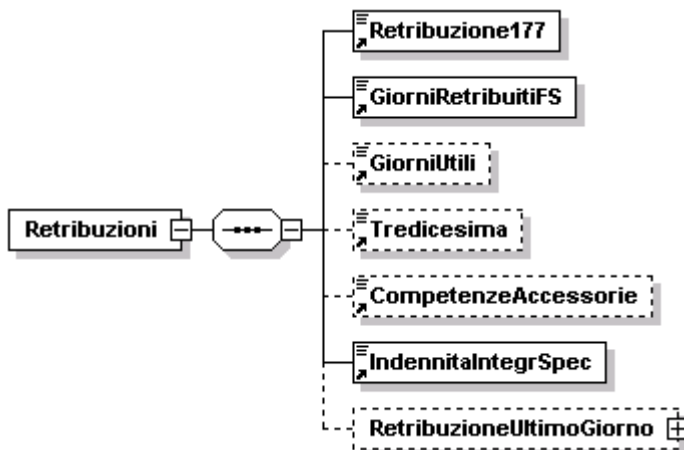 Retribuzione177
GiorniRetribuitiFS
GiorniUtili
Retribuzioni
Tredicesima
CompetenzeAccessorie
IndennitaIntegrSpec
RetribuzioneUltimoGiorno